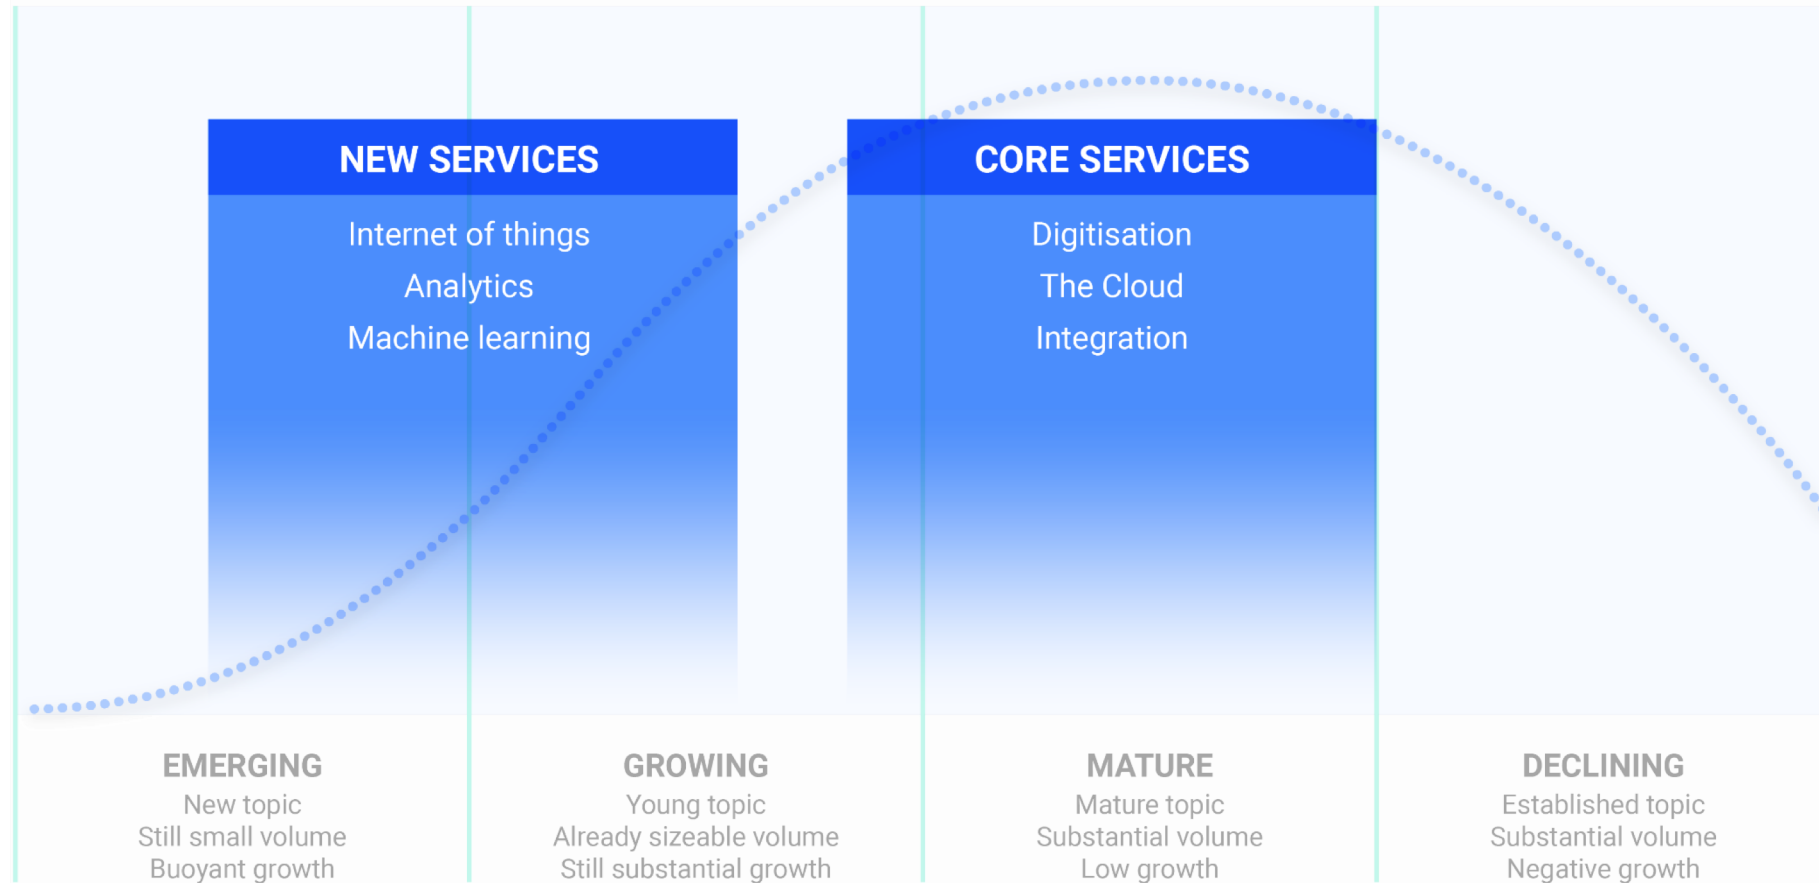 NEW SERVICES
Internet of things
Analytics
Machine learning
CORE SERVICES
Digitisation
The Cloud
Integration
EMERGING
New topic
Still small volume
Buoyant growth
GROWING
Young topic
Already sizeable volume
Still substantial growth
MATURE
Mature topic
Substantial volume
Low growth
DECLINING
Established topic
Substantial volume
Negative growth